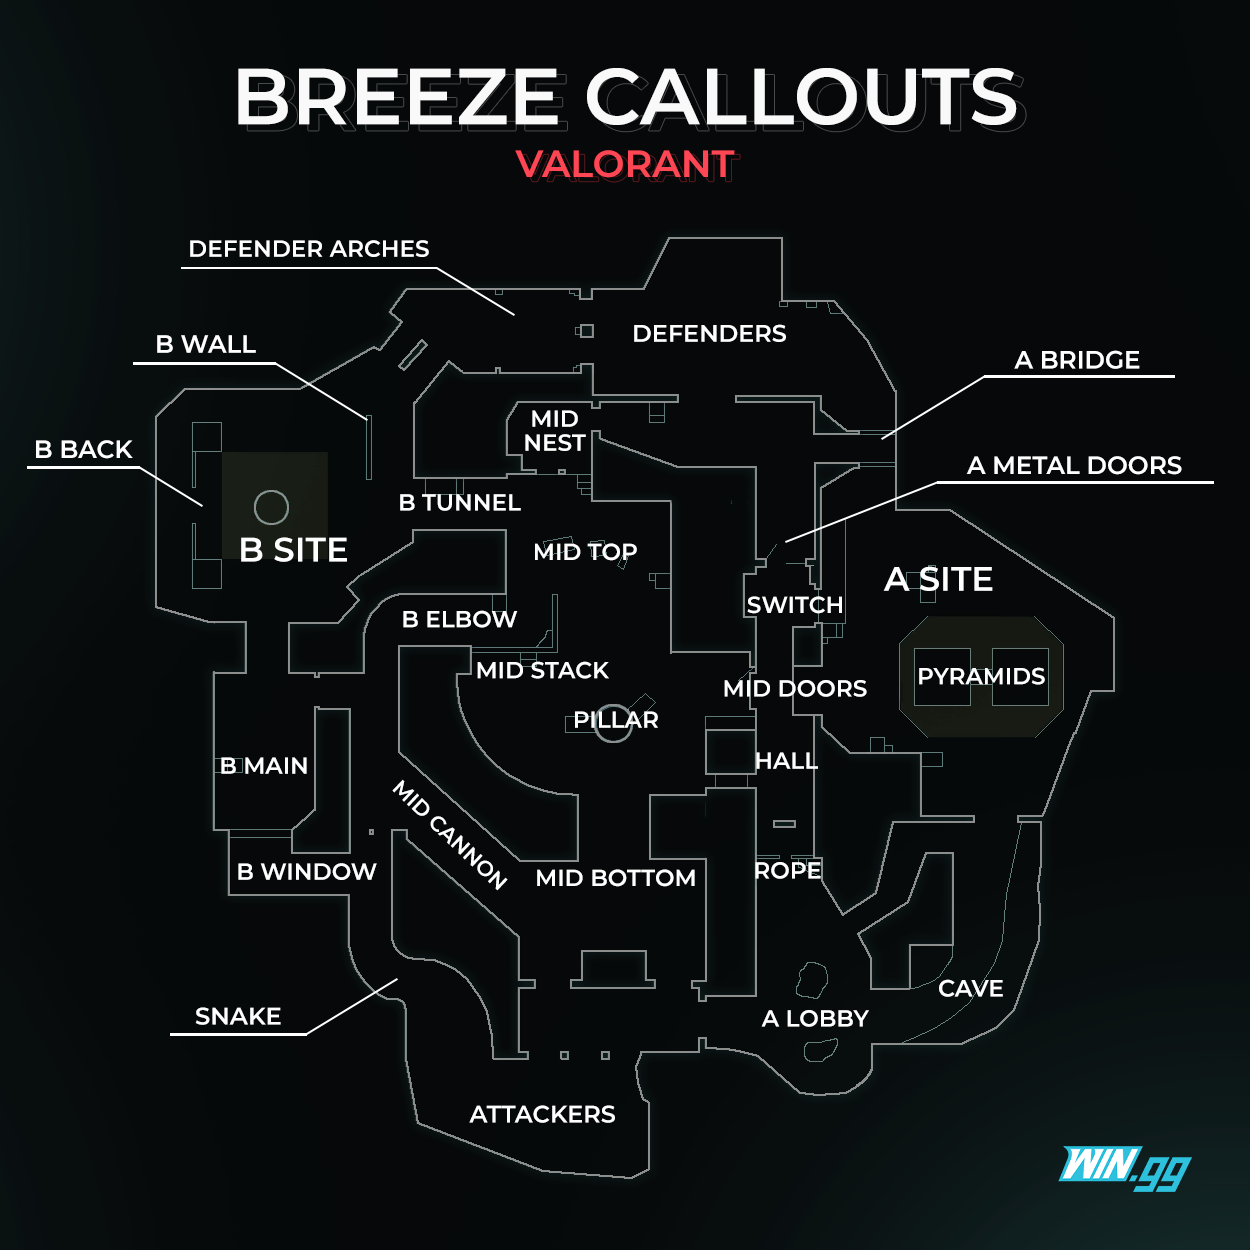 BREEZE CALLOUTS
VALORANT
DEFENDER ARCHES
DEFENDERS
B WALL
A BRIDGE
MID
NEST
B BACK
A METAL DOORS
B TUNNEL
B SITE
MID TOP
A SITE
SWITCH
B ELBOW
MID STACK
PYRAMIDS
MID DOORS
PILLAR
B MAIN
HALL
MID CANNON
B WINDOW
MID BOTTOM
ROPE
CAVE
SNAKE
A LOBBY
ATTACKERS
WIN.gg